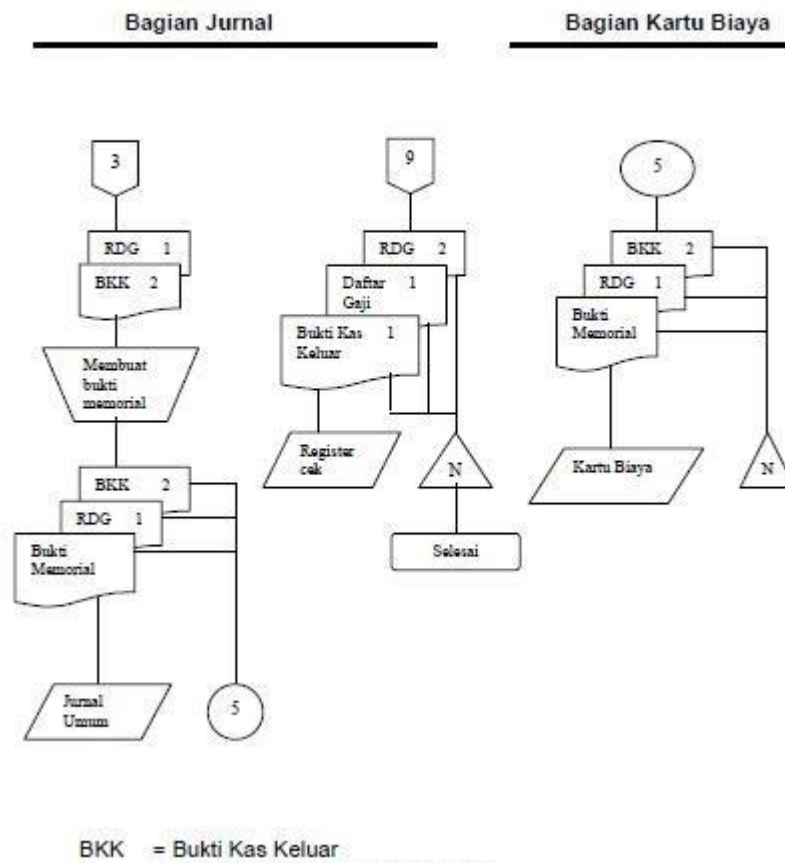 Bagian Jurnal
Bagian Kartu Biaya
3
RDG 1
BKK 2
Membuat
bukti
memorial
BKK 2
RDG 1
Bukti
Memorial
Jurnal
Umum
5
9
RDG 2
Daftar 1
Gaji
Bukti Kas 1
Keluar
Register
cek
N
Selesai
5
BKK 2
RDG 1
Bukti
Memorial
Kartu Biaya
N
BKK = Bukti Kas Keluar